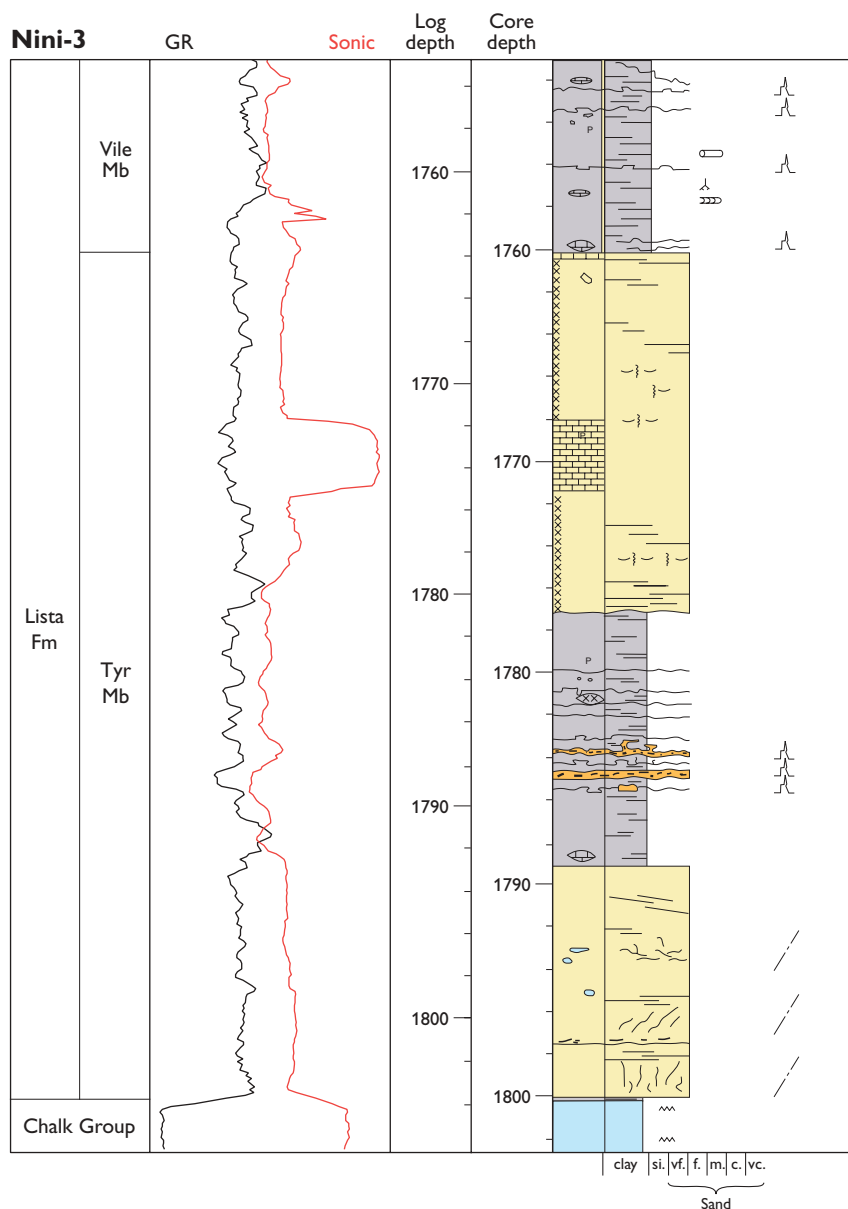 Nini-3
GR
Sonic
Log
depth
Core
depth
Vile
Mb
Lista
Fm
Tyr
Mb
Chalk Group
1760
1770
1780
1790
1800
1760
1770
1780
1790
1800
P
P
P
clay
si.
vf.
f.
m.
c.
vc.
Sand